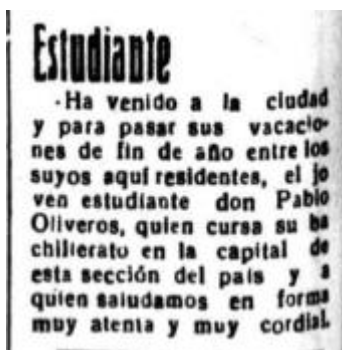 Estudiante
-Ha venido a la ciudad
y para pasar sus vacacio-
nes de fin de año entre los
suyos aquí residentes, el jo
ven estudiante don Pablo
Oliveros, quien cursa su ba
chillerato en la capital de
esta sección del país y a
quien saludamos en forma
muy atenta y muy cordial.